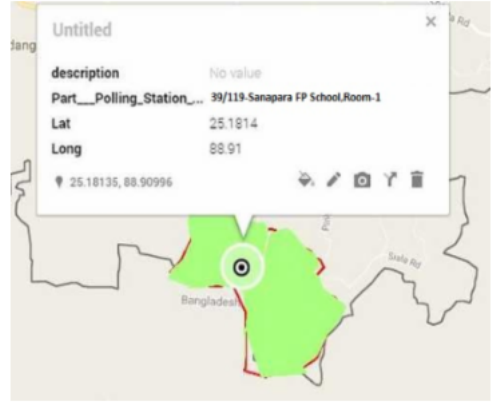 Untitled
description No value
Part___Polling_Station_... 39/119-Sanapara FP School,Room-1
Lat 25.1814
Long 88.91
25.18135, 88.90996
Siala Rd
Bangladesh